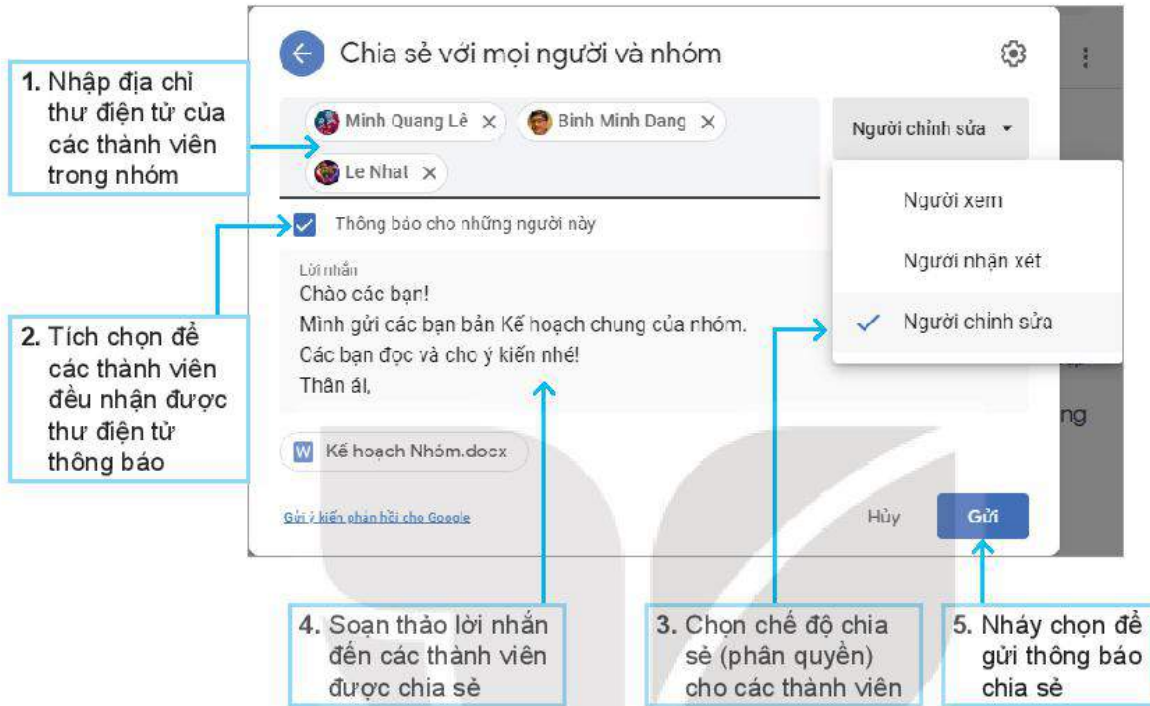 Chia sẻ với mọi người và nhóm
1. Nhập địa chỉ
thư điện tử của
các thành viên
trong nhóm
Minh Quang Lê
Binh Minh Dang
Le Nhat
Người chỉnh sửa
Người xem
Người nhận xét
Người chỉnh sửa
Thông báo cho những người này
Lời nhắn
Chào các bạn!
Mình gửi các bạn bản Kế hoạch chung của nhóm.
Các bạn đọc và cho ý kiến nhé!
Thân ái,
2. Tích chọn để
các thành viên
đều nhận được
thư điện tử
thông báo
ng
W Kế hoạch Nhóm.docx
Gửi ý kiến phản hồi cho Google
Hủy
Gửi
4. Soạn thảo lời nhắn
đến các thành viên
được chia sẻ
3. Chọn chế độ chia
sẻ (phân quyền)
cho các thành viên
5. Nháy chọn để
gửi thông báo
chia sẻ